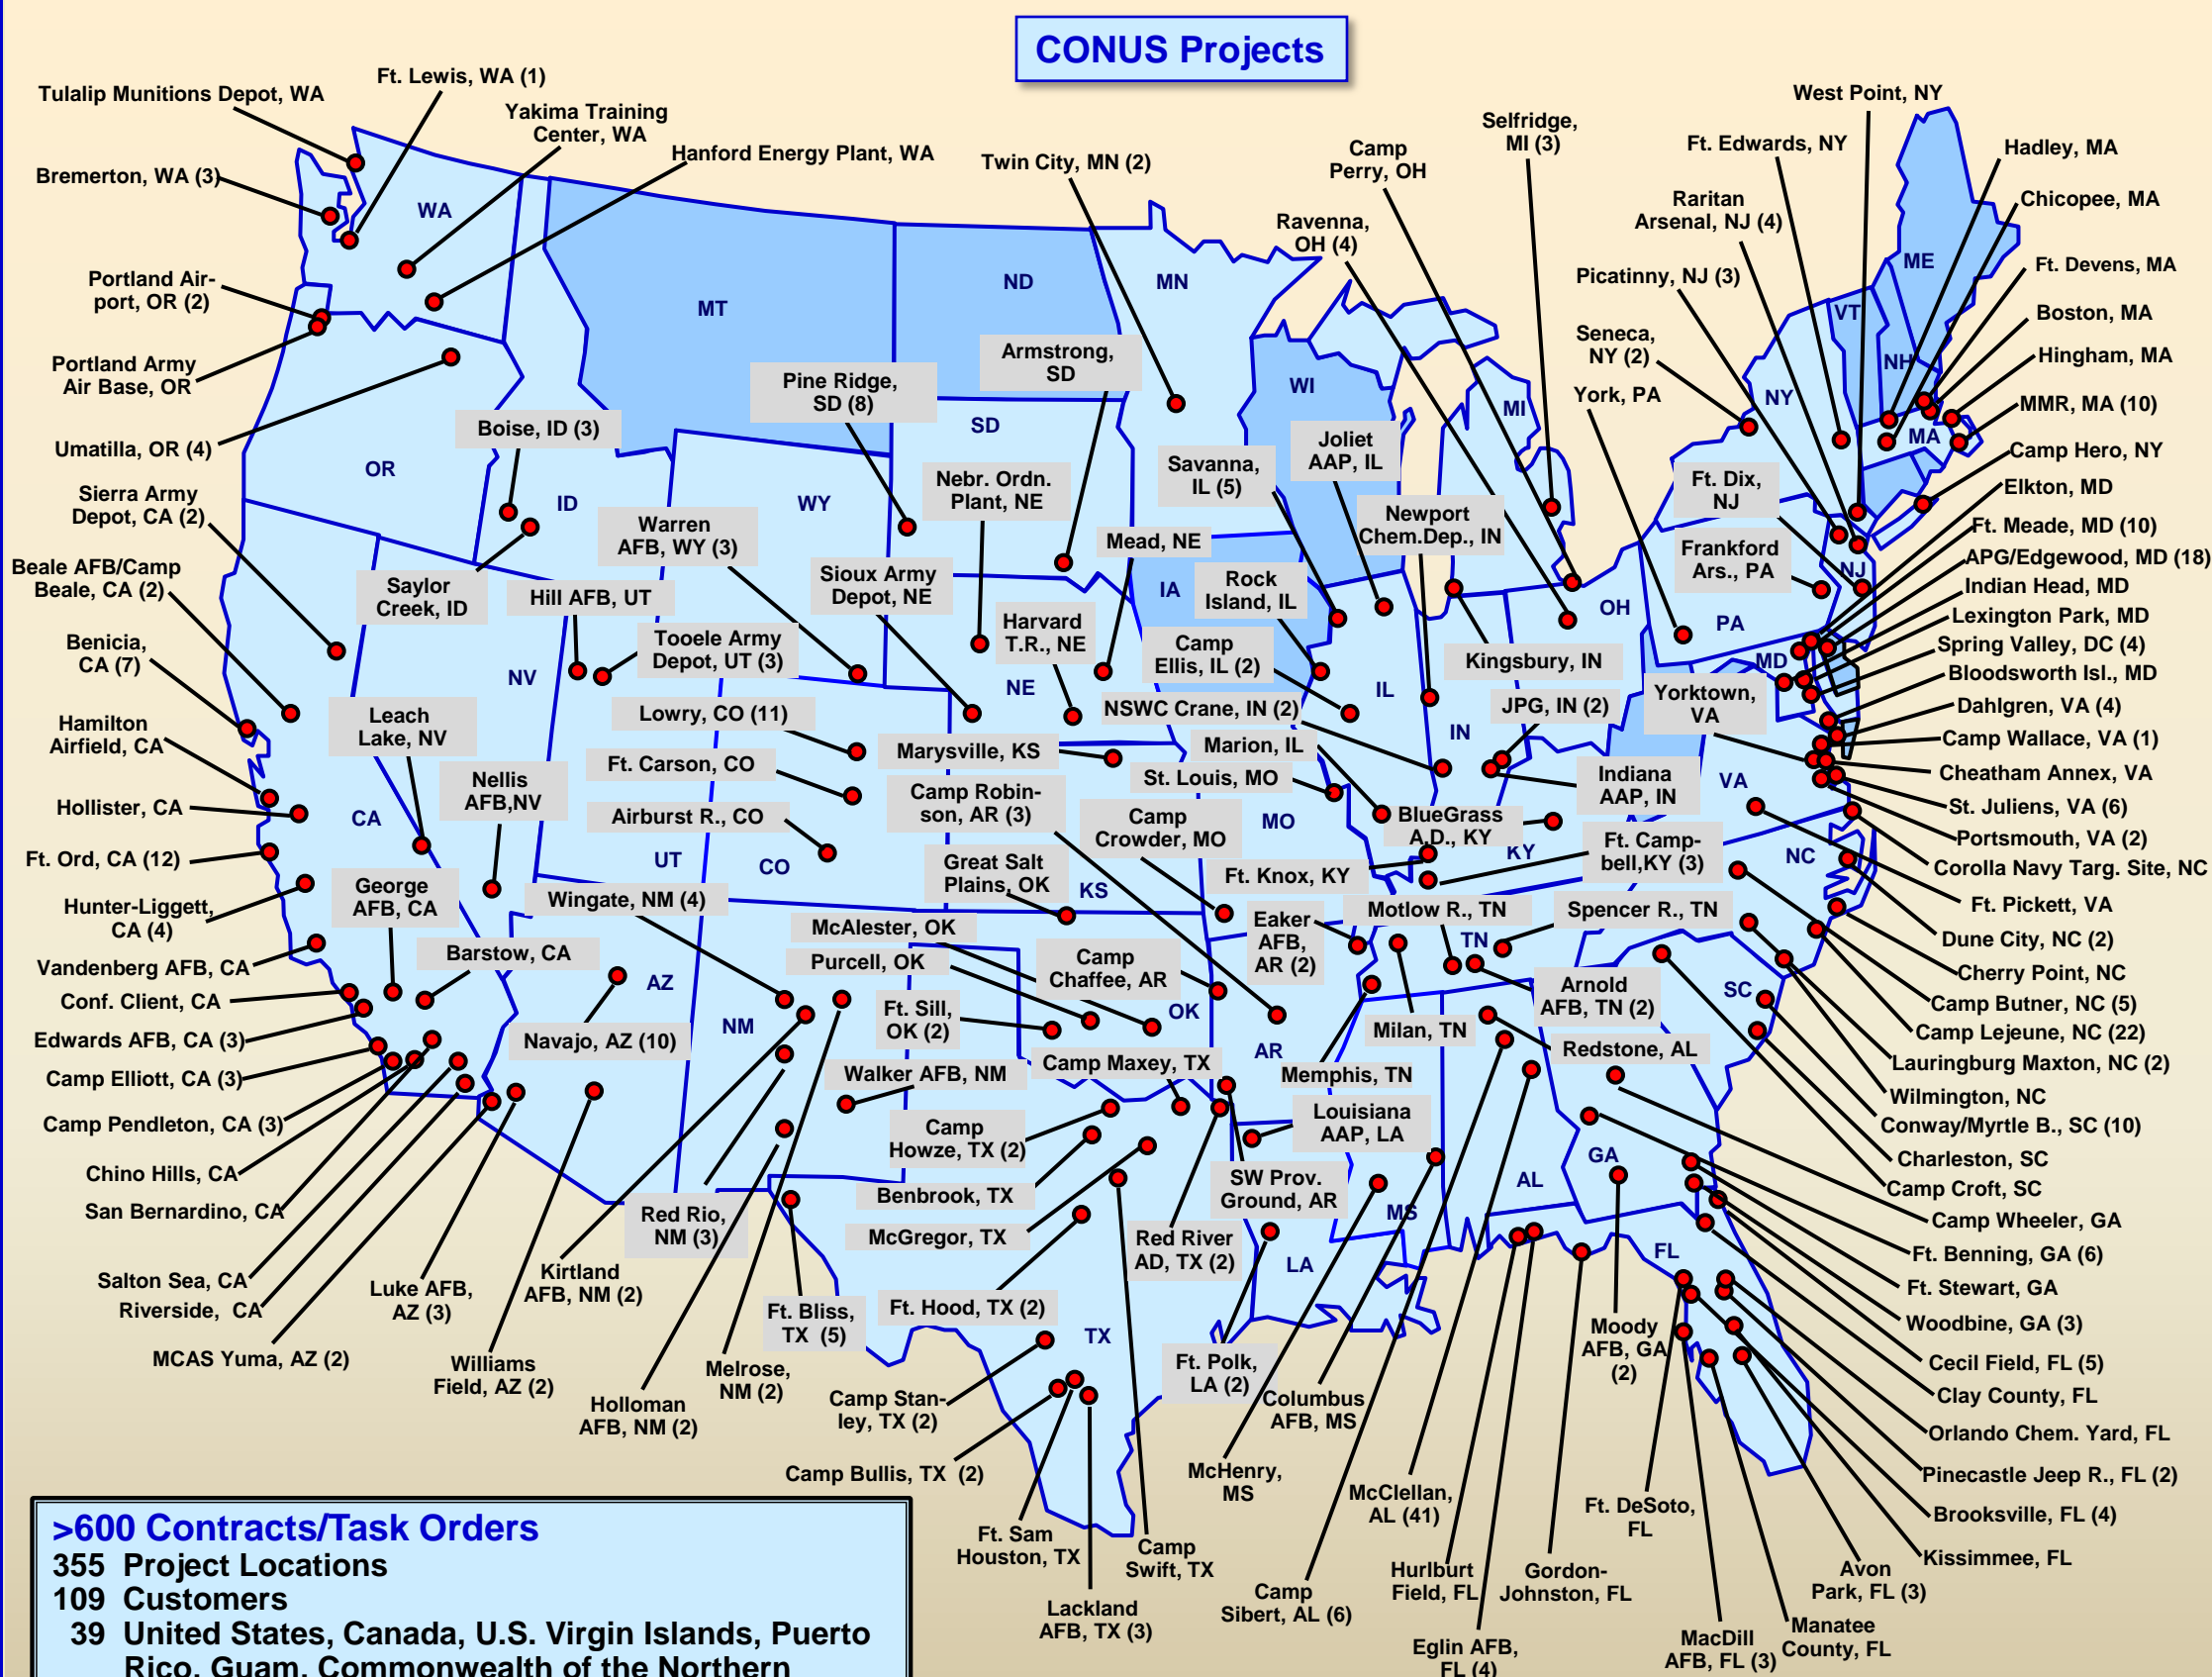 CONUS Projects
Tulalip Munitions Depot, WA
Ft. Lewis, WA (1)
Yakima Training
Center, WA
Hanford Energy Plant, WA
Bremerton, WA (3)
Portland Air-
port, OR (2)
Portland Army
Air Base, OR
Umatilla, OR (4)
Sierra Army
Depot, CA (2)
Beale AFB/Camp
Beale, CA (2)
Benicia,
CA (7)
Hamilton
Airfield, CA
Hollister, CA
Ft. Ord, CA (12)
Hunter-Liggett,
CA (4)
Vandenberg AFB, CA
Conf. Client, CA
Edwards AFB, CA (3)
Camp Elliott, CA (3)
Camp Pendleton, CA (3)
Chino Hills, CA
San Bernardino, CA
Salton Sea, CA
Riverside, CA
MCAS Yuma, AZ (2)
Luke AFB,
AZ (3)
Williams
Field, AZ (2)
Kirtland
AFB, NM (2)
Holloman
AFB, NM (2)
Melrose,
NM (2)
Red Rio,
NM (3)
Ft. Bliss,
TX (5)
WA
OR
ID
MT
ND
SD
WY
NV
CA
UT
CO
AZ
NM
NE
KS
OK
TX
MN
IA
MO
AR
LA
WI
IL
MI
IN
OH
KY
TN
MS
AL
GA
FL
SC
NC
VA
MD
PA
NJ
NY
VT
NH
ME
MA
Boise, ID (3)
Saylor
Creek, ID
Hill AFB, UT
Tooele Army
Depot, UT (3)
Warren
AFB, WY (3)
Pine Ridge,
SD (8)
Armstrong,
SD
Nebr. Ordn.
Plant, NE
Mead, NE
Sioux Army
Depot, NE
Harvard
T.R., NE
Leach
Lake, NV
Nellis
AFB,NV
George
AFB, CA
Barstow, CA
Navajo, AZ (10)
Lowry, CO (11)
Ft. Carson, CO
Airburst R., CO
Wingate, NM (4)
Walker AFB, NM
Marysville, KS
Camp Robin-
son, AR (3)
Great Salt
Plains, OK
McAlester, OK
Purcell, OK
Ft. Sill,
OK (2)
Camp
Chaffee, AR
Camp
Crowder, MO
St. Louis, MO
Marion, IL
Camp Maxey, TX
Camp
Howze, TX (2)
Benbrook, TX
McGregor, TX
Ft. Hood, TX (2)
Camp Stan-
ley, TX (2)
Camp Bullis, TX (2)
Ft. Sam
Houston, TX
Lackland
AFB, TX (3)
Camp
Swift, TX
Red River
AD, TX (2)
SW Prov.
Ground, AR
Louisiana
AAP, LA
Ft. Polk,
LA (2)
Twin City, MN (2)
Savanna,
IL (5)
Joliet
AAP, IL
Rock
Island, IL
Camp
Ellis, IL (2)
NSWC Crane, IN (2)
Newport
Chem.Dep., IN
Kingsbury, IN
JPG, IN (2)
Indiana
AAP, IN
BlueGrass
A.D., KY
Ft. Knox, KY
Ft. Camp-
bell,KY (3)
Eaker
AFB,
AR (2)
Motlow R., TN
Spencer R., TN
Arnold
AFB, TN (2)
Milan, TN
Memphis, TN
Redstone, AL
Ravenna,
OH (4)
Camp
Perry, OH
Selfridge,
MI (3)
McHenry,
MS
Columbus
AFB, MS
McClellan,
AL (41)
Camp
Sibert, AL (6)
Hurlburt
Field, FL
Eglin AFB,
FL (4)
Gordon-
Johnston, FL
Moody
AFB, GA
(2)
Ft. DeSoto,
FL
MacDill
AFB, FL (3)
Manatee
County, FL
Avon
Park, FL (3)
West Point, NY
Ft. Edwards, NY
Raritan
Arsenal, NJ (4)
Picatinny, NJ (3)
Seneca,
NY (2)
York, PA
Ft. Dix,
NJ
Frankford
Ars., PA
Yorktown,
VA
Hadley, MA
Chicopee, MA
Ft. Devens, MA
Boston, MA
Hingham, MA
MMR, MA (10)
Camp Hero, NY
Elkton, MD
Ft. Meade, MD (10)
APG/Edgewood, MD (18)
Indian Head, MD
Lexington Park, MD
Spring Valley, DC (4)
Bloodsworth Isl., MD
Dahlgren, VA (4)
Camp Wallace, VA (1)
Cheatham Annex, VA
St. Juliens, VA (6)
Portsmouth, VA (2)
Corolla Navy Targ. Site, NC
Ft. Pickett, VA
Dune City, NC (2)
Cherry Point, NC
Camp Butner, NC (5)
Camp Lejeune, NC (22)
Lauringburg Maxton, NC (2)
Wilmington, NC
Conway/Myrtle B., SC (10)
Charleston, SC
Camp Croft, SC
Camp Wheeler, GA
Ft. Benning, GA (6)
Ft. Stewart, GA
Woodbine, GA (3)
Cecil Field, FL (5)
Clay County, FL
Orlando Chem. Yard, FL
Pinecastle Jeep R., FL (2)
Brooksville, FL (4)
Kissimmee, FL
>600 Contracts/Task Orders
355 Project Locations
109 Customers
39 United States, Canada, U.S. Virgin Islands, Puerto
Rico, Guam, Commonwealth of the Northern